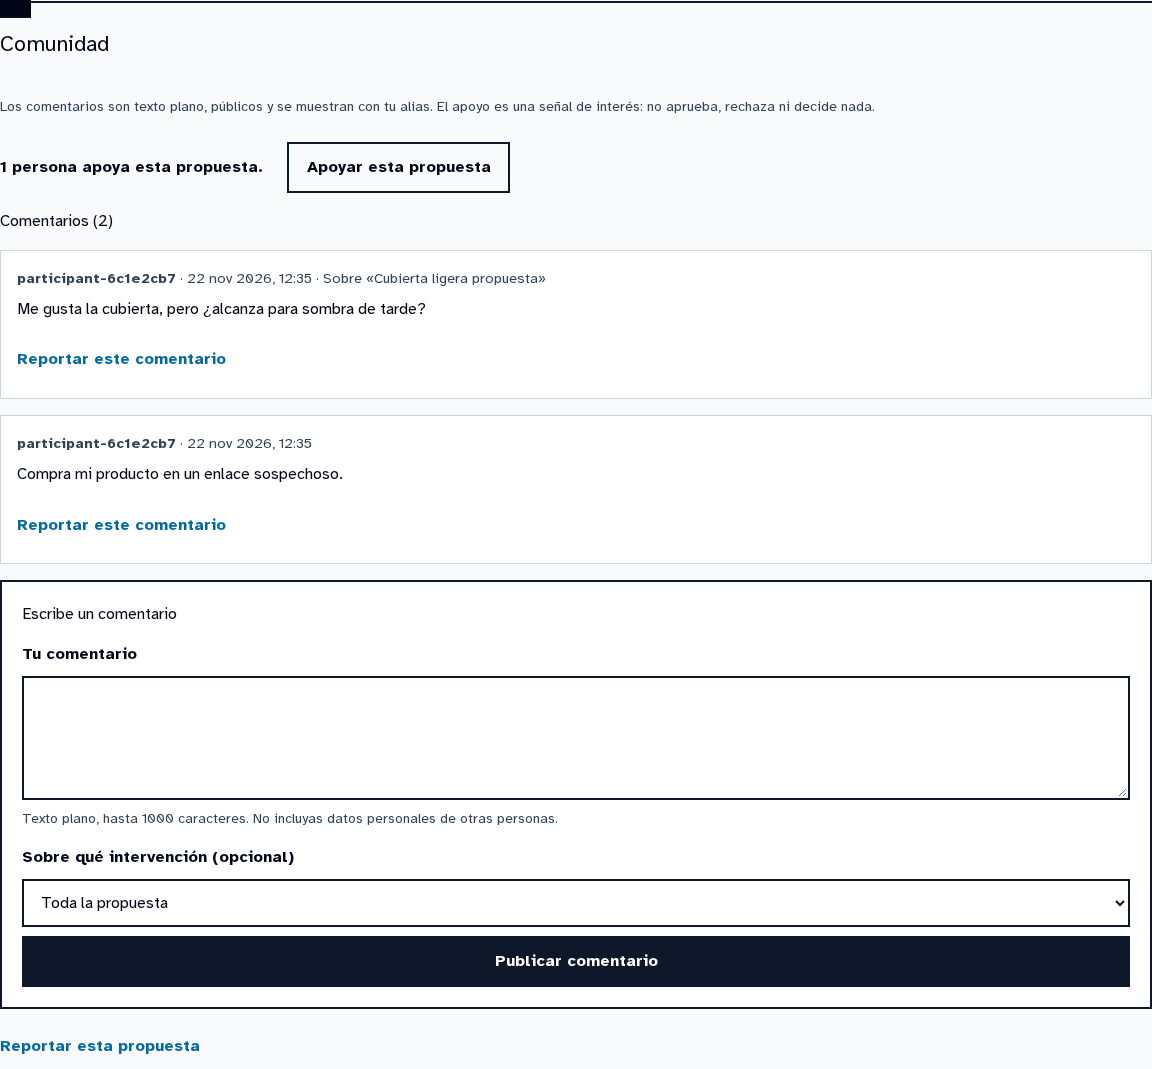 Comunidad
Los comentarios son texto plano, públicos y se muestran con tu alias. El apoyo es una señal de interés: no aprueba, rechaza ni decide nada.
1 persona apoya esta propuesta.
Apoyar esta propuesta
Comentarios (2)
participant-6c1e2cb7 · 22 nov 2026, 12:35 · Sobre «Cubierta ligera propuesta»
Me gusta la cubierta, pero ¿alcanza para sombra de tarde?
Reportar este comentario
participant-6c1e2cb7 · 22 nov 2026, 12:35
Compra mi producto en un enlace sospechoso.
Reportar este comentario
Escribe un comentario
Tu comentario
Texto plano, hasta 1000 caracteres. No incluyas datos personales de otras personas.
Sobre qué intervención (opcional)
Toda la propuesta
Publicar comentario
Reportar esta propuesta